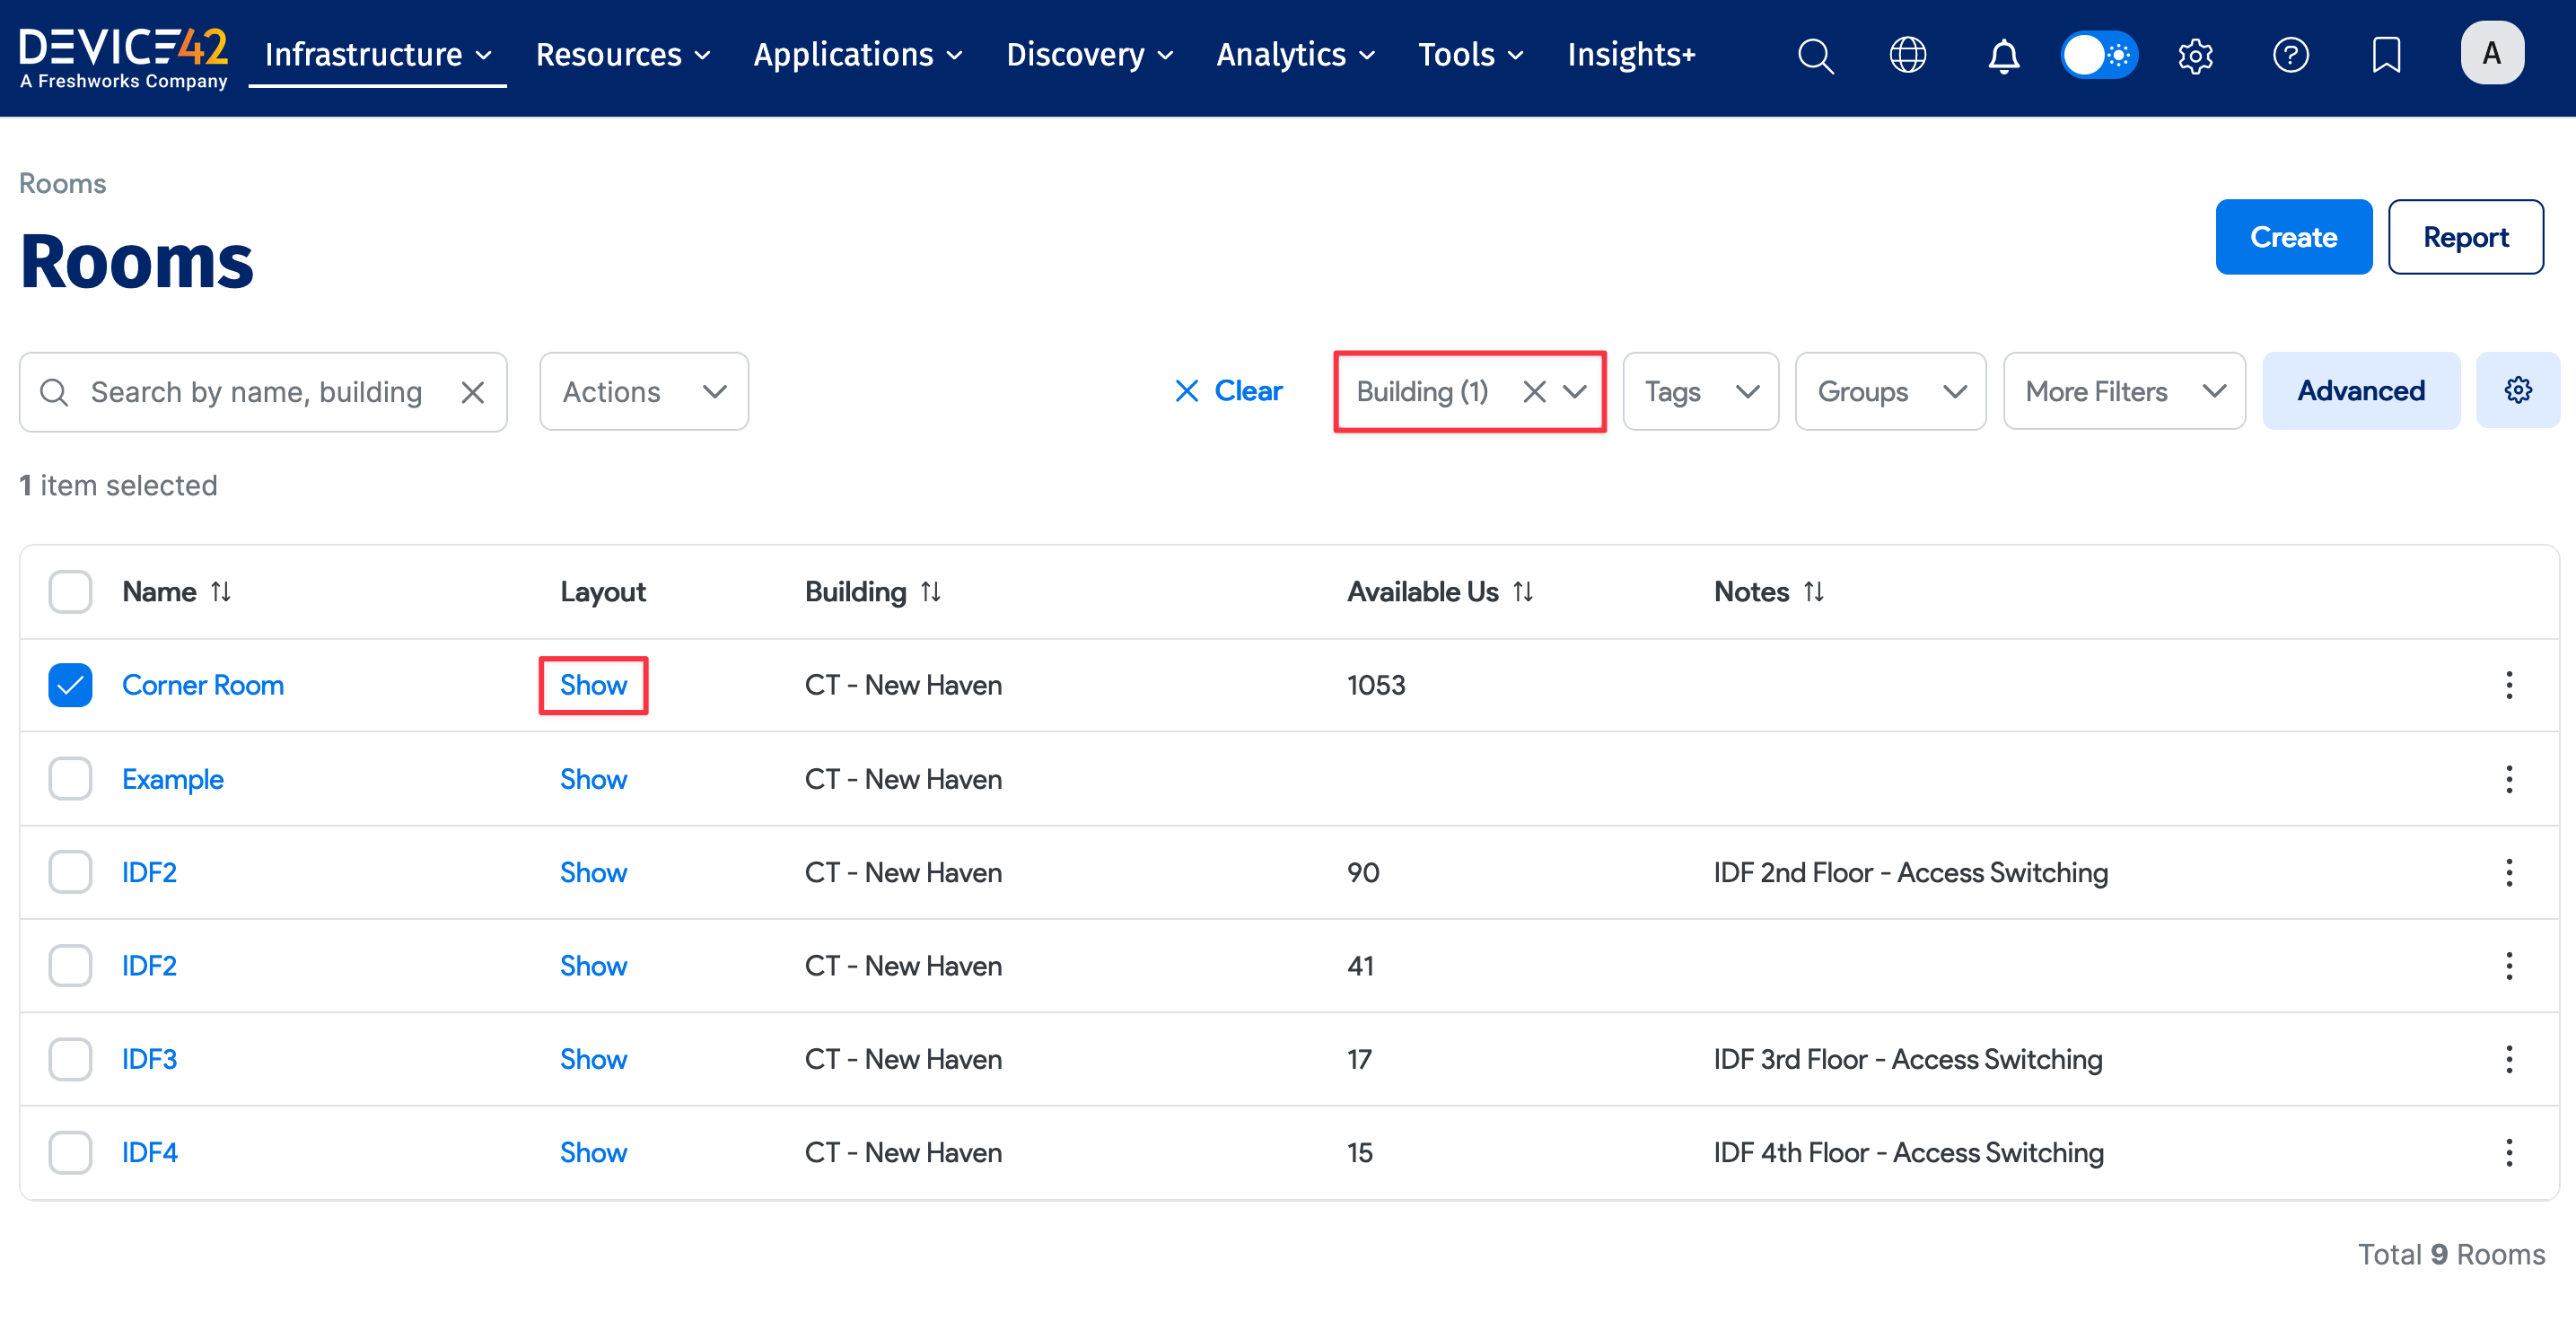 DEVICE42
A Freshworks Company
Infrastructure Resources Applications Discovery Analytics Tools Insights+ A
Rooms
Rooms
Create Report
Search by name, building Actions Clear Building (1) Tags Groups More Filters Advanced
1 item selected
Name Layout Building Available Us Notes
Corner Room Show CT - New Haven 1053
Example Show CT - New Haven
IDF2 Show CT - New Haven 90 IDF 2nd Floor - Access Switching
IDF2 Show CT - New Haven 41
IDF3 Show CT - New Haven 17 IDF 3rd Floor - Access Switching
IDF4 Show CT - New Haven 15 IDF 4th Floor - Access Switching
Total 9 Rooms